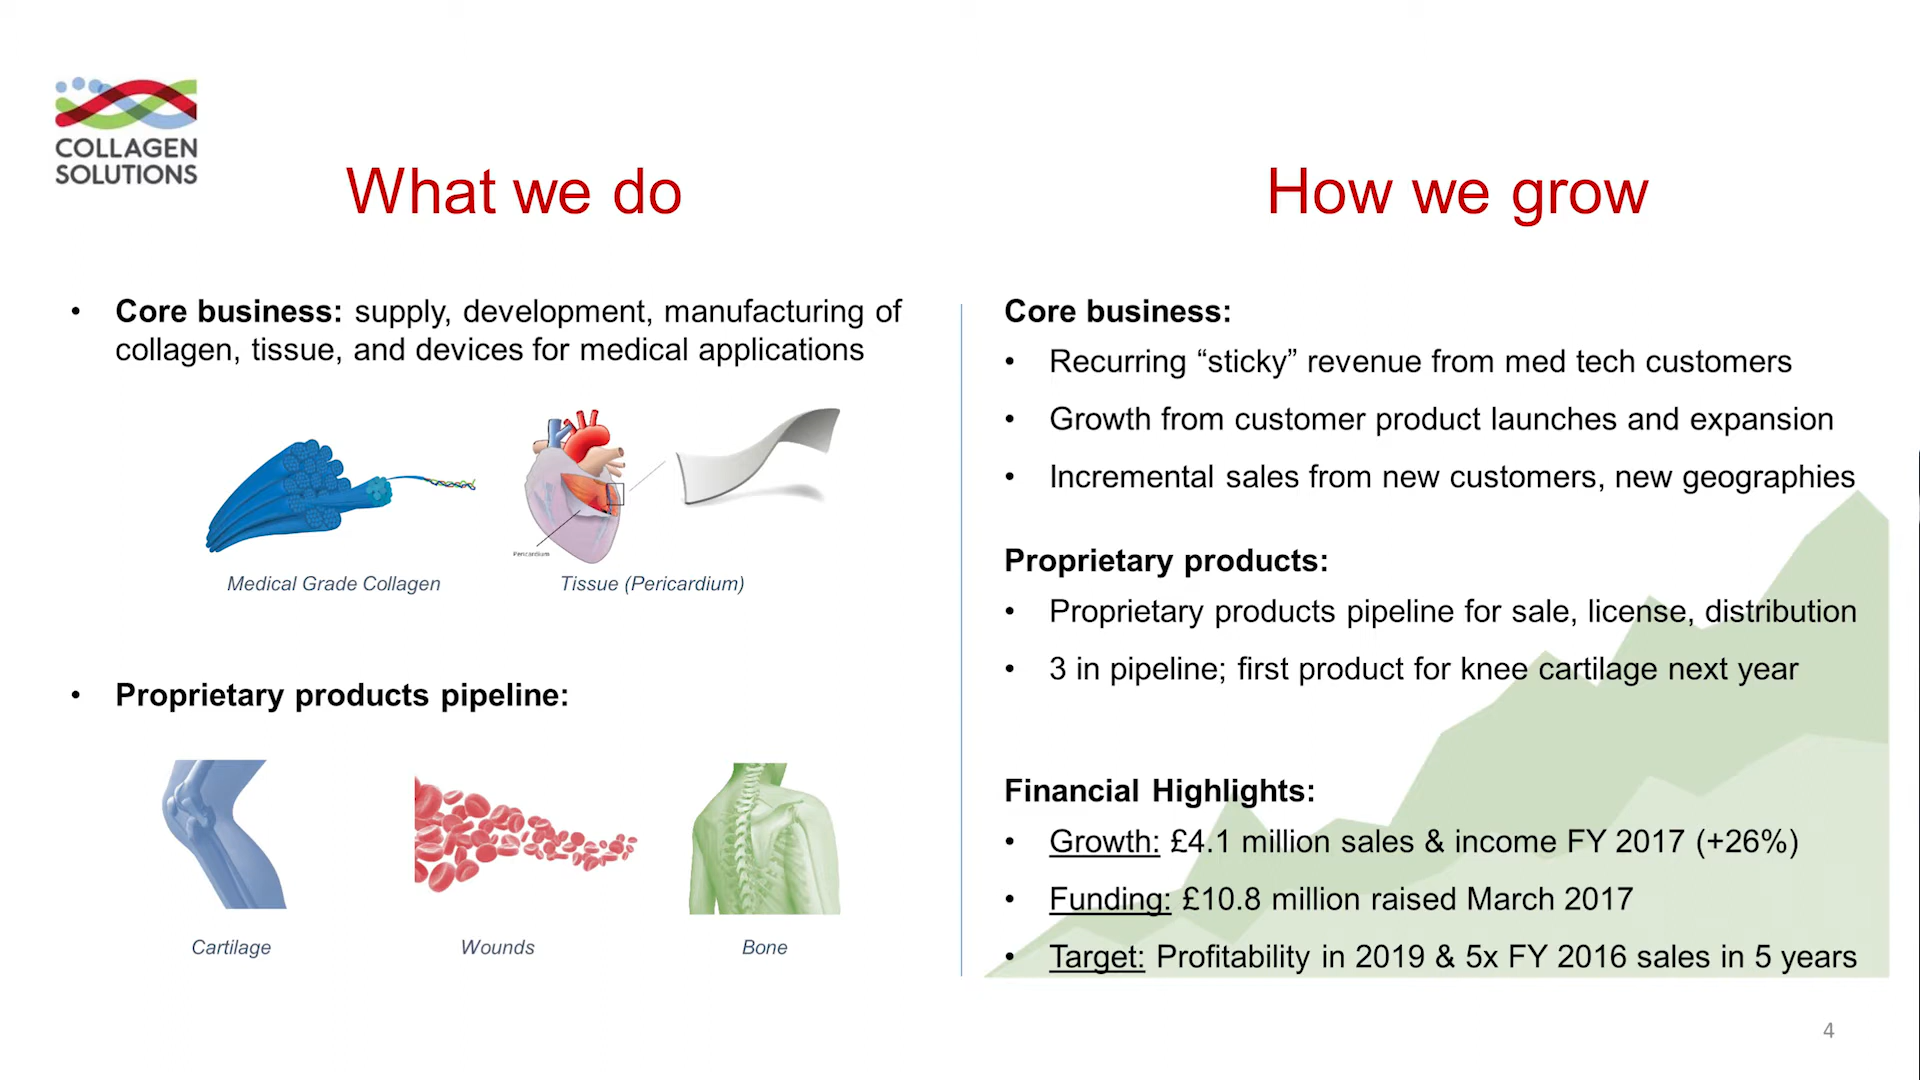 COLLAGEN
SOLUTIONS
What we do
• Core business: supply, development, manufacturing of
collagen, tissue, and devices for medical applications
Pericardium
Medical Grade Collagen
Tissue (Pericardium)
• Proprietary products pipeline:
Cartilage
Wounds
Bone
How we grow
Core business:
• Recurring “sticky” revenue from med tech customers
• Growth from customer product launches and expansion
• Incremental sales from new customers, new geographies
Proprietary products:
• Proprietary products pipeline for sale, license, distribution
• 3 in pipeline; first product for knee cartilage next year
Financial Highlights:
• Growth: £4.1 million sales & income FY 2017 (+26%)
• Funding: £10.8 million raised March 2017
• Target: Profitability in 2019 & 5x FY 2016 sales in 5 years
4